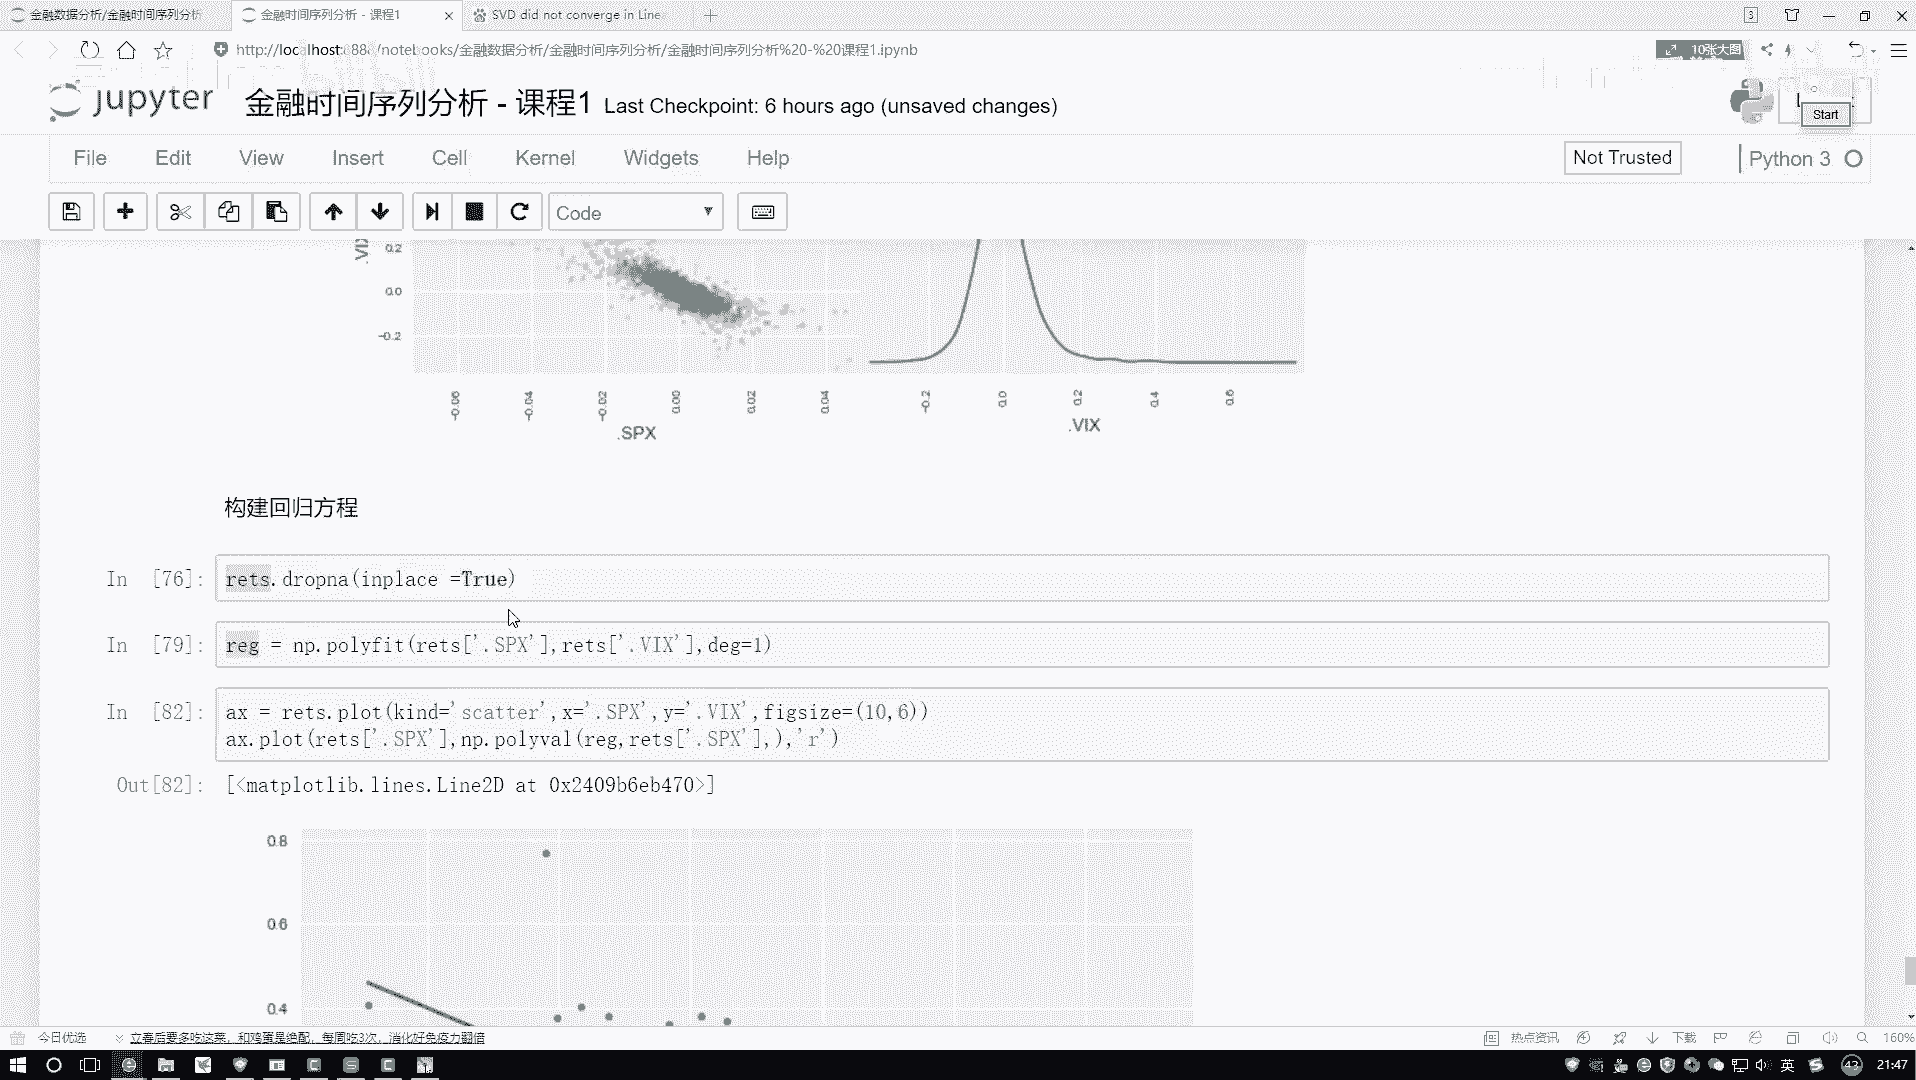 金融数据分析/金融时间序列分析
金融时间序列分析 - 课程1
SVD did not converge in Line
http://localhost:888 /notebooks/金融数据分析/金融时间序列分析/金融时间序列分析%20-%20课程1.ipynb
10张大图
jupyter
金融时间序列分析 - 课程1
Last Checkpoint: 6 hours ago (unsaved changes)
Start
File Edit View Insert Cell Kernel Widgets Help
Not Trusted
Python 3
Code
0.2
0.0
-0.2
-0.06 -0.04 -0.02 0.00 0.02 0.04
.SPX
-0.2 0.0 0.2 0.4 0.6
.VIX
构建回归方程
In [76]: rets.dropna(inplace =True)
In [79]: reg = np.polyfit(rets['.SPX'],rets['.VIX'],deg=1)
In [82]: ax = rets.plot(kind='scatter',x='.SPX',y='.VIX',figsize=(10,6))
ax.plot(rets['.SPX'],np.polyval(reg,rets['.SPX'],),'r')
Out[82]: [<matplotlib.lines.Line2D at 0x2409b6eb470>]
0.8
0.6
0.4
今日优选
立春后要多吃这菜，和鸡蛋是绝配，每周吃3次，消化好免疫力翻倍
热点资讯
下载
160%
英
43
21:47